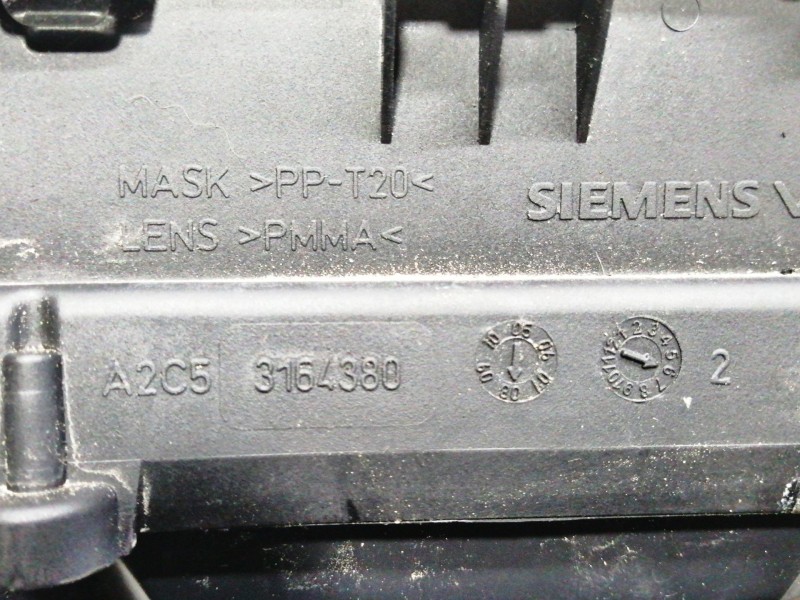 MASK >PP-T20<
LENS >PMMA<
SIEMENS V
A2C5 3164380
2